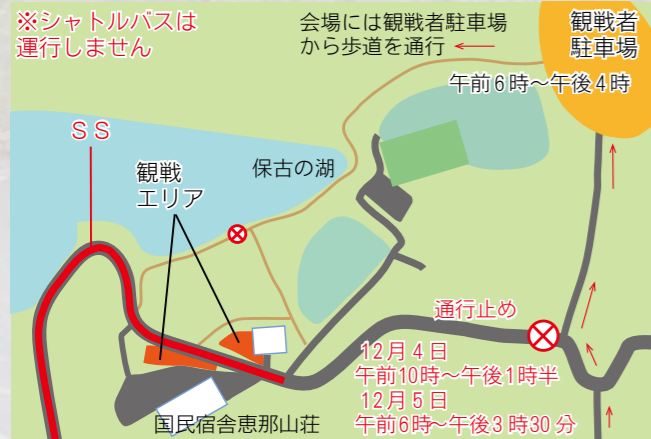 ※シャトルバスは
運行しません
会場には観戦者駐車場
から歩道を通行
観戦者
駐車場
午前6時～午後4時
ＳＳ
観戦
エリア
保古の湖
通行止め
12月4日
午前10時～午後1時半
12月5日
午前6時～午後3時30分
国民宿舎恵那山荘